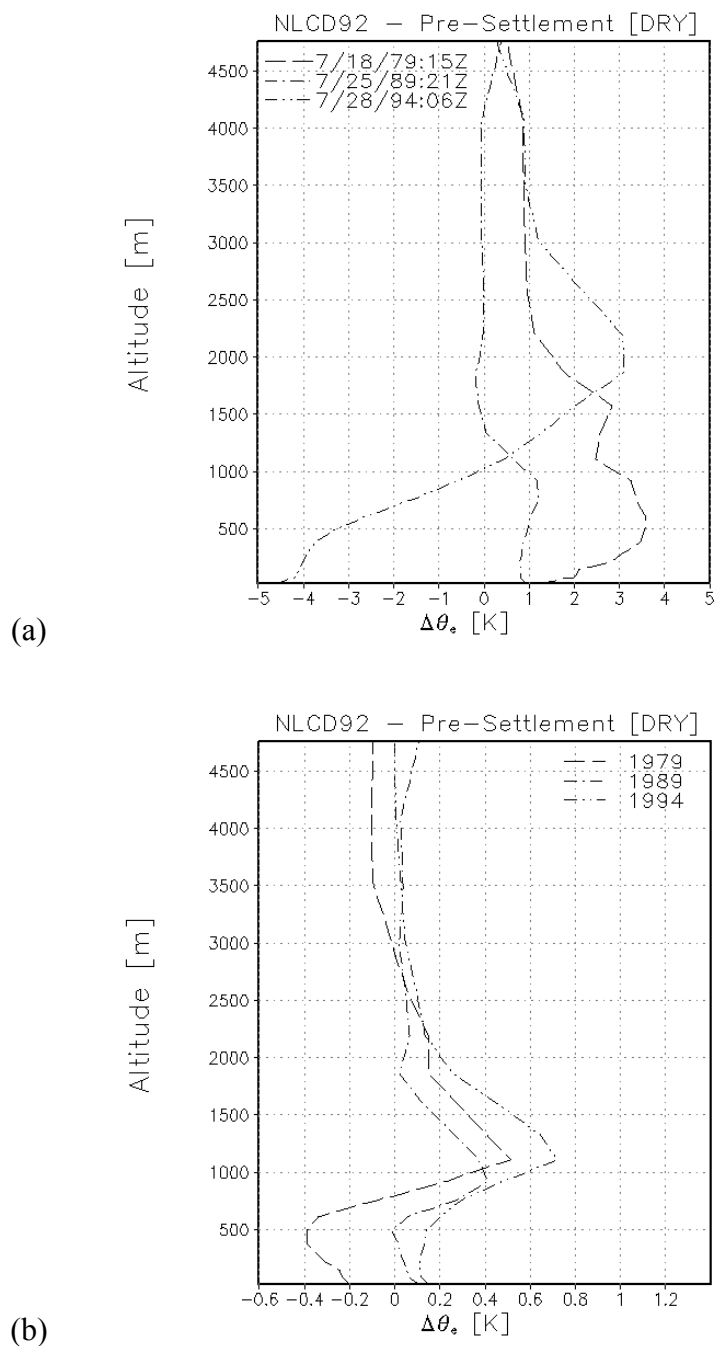 NLCD92 – Pre-Settlement [DRY]
7/18/79:15Z
7/25/89:21Z
7/28/94:06Z
4500
4000
3500
3000
2500
2000
1500
1000
500
Altitude [m]
-5 -4 -3 -2 -1 0 1 2 3 4 5
Δθₑ [K]
(a)
NLCD92 – Pre-Settlement [DRY]
1979
1989
1994
4500
4000
3500
3000
2500
2000
1500
1000
500
Altitude [m]
-0.6 -0.4 -0.2 0 0.2 0.4 0.6 0.8 1 1.2
Δθₑ [K]
(b)